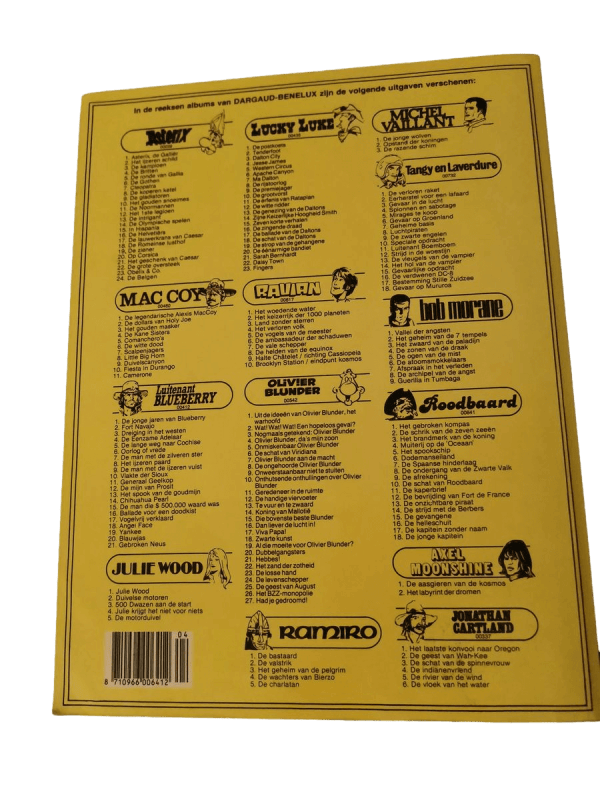 In de reeksen albums van DARGAUD-BENELUX zijn de volgende uitgaven verschenen:
Asterix
1. Asterix, de Galliër
2. Het ijzeren schild
3. De kampioen
4. De Britten
5. De ronde van Gallia
6. De Gothen
7. Cleopatra
8. De koperen ketel
9. De gladiatoren
10. Het gouden snoeimes
11. De Noormannen
12. Het 1ste legioen
13. De intrigant
14. De Olympische spelen
15. In Hispania
16. De Helvetiërs
17. De lauwerkrans van Caesar
18. De Romeinse lusthof
19. De ziener
20. Op Corsica
21. Het geschenk van Caesar
22. De grote oversteek
23. Obelix & Co.
24. De Belgen
MAC COY
1. De legendarische Alexis MacCoy
2. De dollars van Holy Joe
3. Het gouden masker
4. De Kane Sisters
5. Comanchero's
6. De witte dood
7. Scalpenjagers
8. Little Big Horn
9. Duivelscanyon
10. Fiesta in Durango
11. Camerone
Luitenant
BLUEBERRY
00412
1. De jonge jaren van Blueberry
2. Fort Navajo
3. Dreiging in het westen
4. De Eenzame Adelaar
5. De lange weg naar Cochise
6. Oorlog of vrede
7. De man met de zilveren ster
8. Het ijzeren paard
9. De man met de ijzeren vuist
10. Vlakte der Sioux
11. Generaal Geelkop
12. De mijn van Prosit
13. Het spook van de goudmijn
14. Chihuahua Pearl
15. De man die $ 500.000 waard was
16. Ballade voor een doodkist
17. Vogelvrij verklaard
18. Angel Face
19. Yankee
20. Blauwjas
21. Gebroken Neus
JULIE WOOD
1. Julie Wood
2. Duivelse motoren
3. 500 Dwazen aan de start
4. Julie krijgt het niet voor niets
5. De motorduivel
04
8 710966 006412
LUCKY LUKE
1. De postkoets
2. Tenderfoot
3. Dalton City
4. Jesse James
5. Western Circus
6. Apache Canyon
7. Ma Dalton
8. De rijstoorlog
9. De premiejager
10. De grootvorst
11. De erfenis van Rataplan
12. De witte ridder
13. De genezing van de Daltons
14. Zijne Keizerlijke Hoogheid Smith
15. Zeven korte verhalen
16. De zingende draad
17. De ballade van de Daltons
18. De schat van de Daltons
19. De strop van de gehangene
20. De éénarmige bandiet
21. Sarah Bernhardt
22. Daisy Town
23. Fingers
RAVIAN
00817
1. Het woedende water
2. Het keizerrijk der 1000 planeten
3. Land zonder sterren
4. Het verloren volk
5. De vogels van de meester
6. De ambassadeur der schaduwen
7. De vale schepper
8. De helden van de equinox
9. Halte Châtelet / richting Cassiopeia
10. Brooklyn Station / eindpunt kosmos
OLIVIER
BLUNDER
00542
1. Uit de ideeën van Olivier Blunder, het
warhoofd
2. Wat! Wat! Wat! Een hopeloos geval?
3. Nogmaals getekend: Olivier Blunder
4. Olivier Blunder, da's mijn zoon
5. Onmiskenbaar Olivier Blunder
6. De schat van Viridiana
7. Olivier Blunder aan de macht
8. De ongehoorde Olivier Blunder
9. Onweerstaanbaar niet te stuiten
10. Onthutsende onthullingen over Olivier
Blunder
11. Geredeneer in de ruimte
12. De handige viervoeter
13. Te vuur en te zwaard
14. Koning van Maloola
15. De bovenste beste Blunder
16. Dan liever de lucht in!
17. Viva Papa!
18. Zwarte kunst
19. Al die moeite voor Olivier Blunder?
20. Dubbelgangsters
21. Hebbes!
22. Het zand der zotheid
23. De losse hand
24. De levenschepper
25. De geest van August
26. Het BZZ-monopolie
27. Had je gedroomd!
RAMIRO
1. De bastaard
2. De valstrik
3. Het geheim van de pelgrim
4. De wachters van Bierzo
5. De charlatan
MICHEL
VAILLANT
1. De jonge wolven
2. Opstand der koningen
3. De razende schim
Tangy en Laverdure
00732
1. De verloren raket
2. Eerherstel voor een lafaard
3. Gevaar in de lucht
4. Spionnen en sabotage
5. Mirages te koop
6. Gevaar op Groenland
7. Geheime basis
8. Luchtpiraten
9. De zwarte engelen
10. Speciale opdracht
11. Luitenant Boemboem
12. Strijd in de woestijn
13. De vleugels van de vampier
14. Het hol van de vampier
15. Gevaarlijke opdracht
16. De verdwenen DC-8
17. Bestemming Stille Zuidzee
18. Gevaar op Mururoa
bob morane
1. Vallei der angsten
2. Het geheim van de 7 tempels
3. Het zwaard van de paladijn
4. De zonen van de draak
5. De ogen van de mist
6. De atoomsmokkelaars
7. Afspraak in het verleden
8. De archipel van de angst
9. Guerilla in Tumbaga
Roodbaard
00641
1. Het gebroken kompas
2. De schrik van de zeven zeeën
3. Het brandmerk van de koning
4. Muiterij op de 'Oceaan'
5. Het spookschip
6. Dodemanseiland
7. De Spaanse hinderlaag
8. De ondergang van de Zwarte Valk
9. De afrekening
10. De schat van Roodbaard
11. De kaperbrief
12. De bevrijding van Fort de France
13. De onzichtbare piraat
14. De strijd met de Berbers
15. De gevangene
16. De helleschuit
17. De kapitein zonder naam
18. De jonge kapitein
AXEL
MOONSHINE
1. De aasgieren van de kosmos
2. Het labyrint der dromen
JONATHAN
CARTLAND
00337
1. Het laatste konvooi naar Oregon
2. De geest van Wah-Kee
3. De schat van de spinnevrouw
4. De indianenvriend
5. De rivier van de wind
6. De vloek van het water